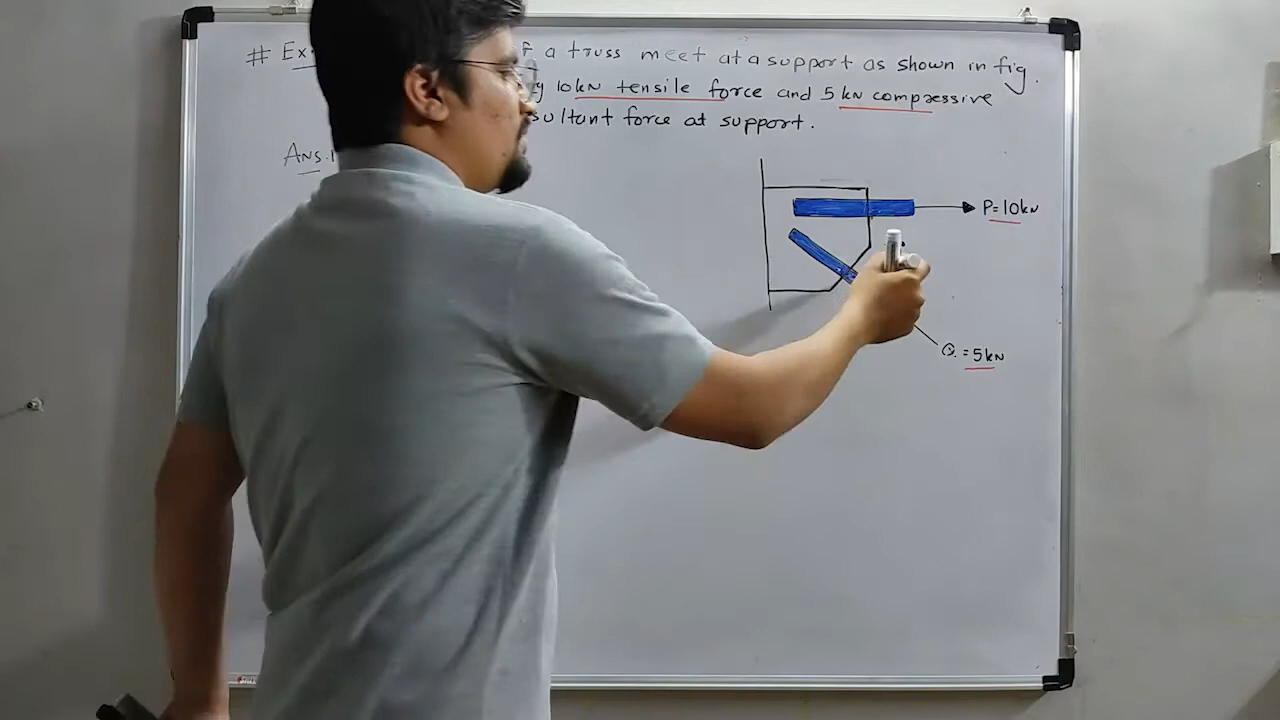 # Ex a truss meet at a support as shown in fig.
10kN tensile force and 5 kN compressive
force at support.
Ans.
P=10kN
Q.=5kN